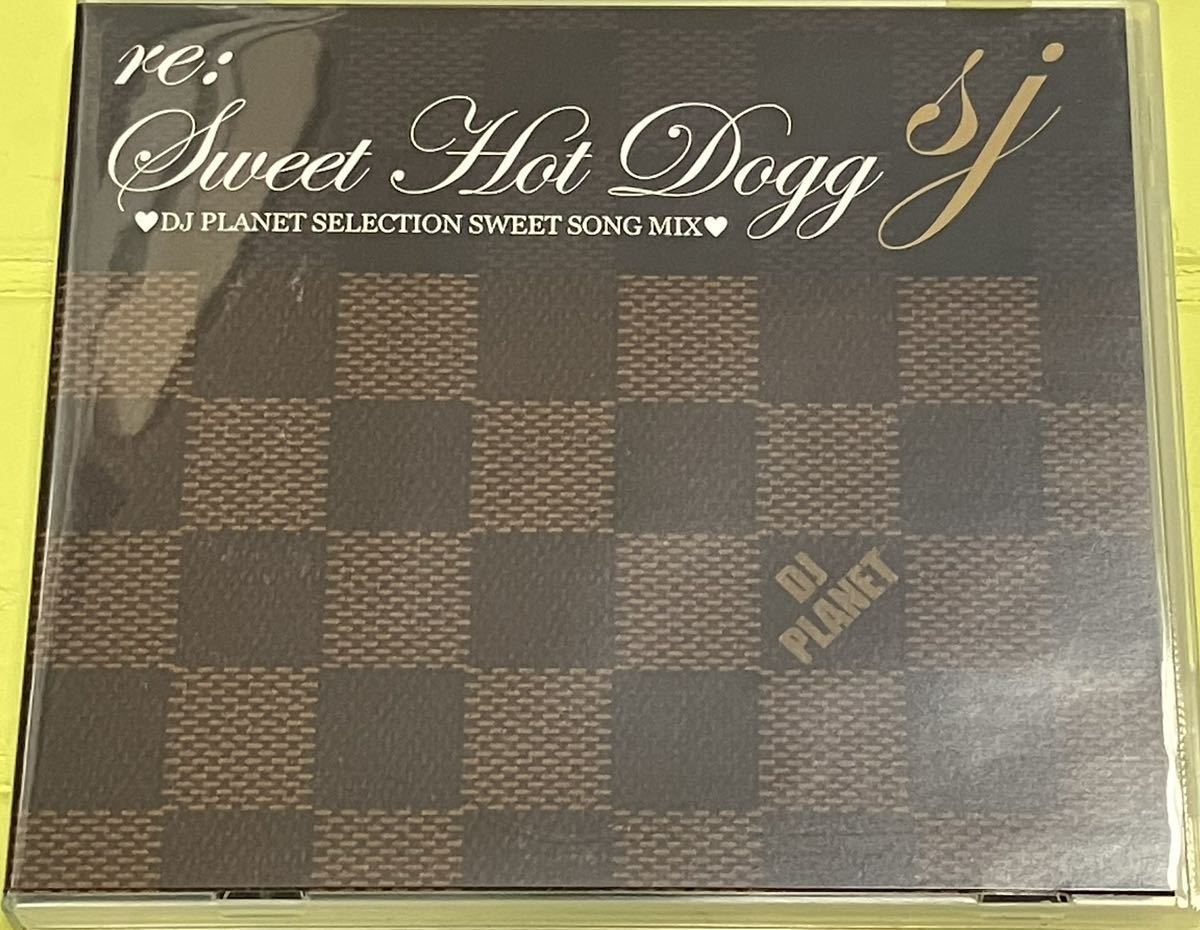 re:
Sweet Hot Dogg sj
♥DJ PLANET SELECTION SWEET SONG MIX♥
DJ
PLANET